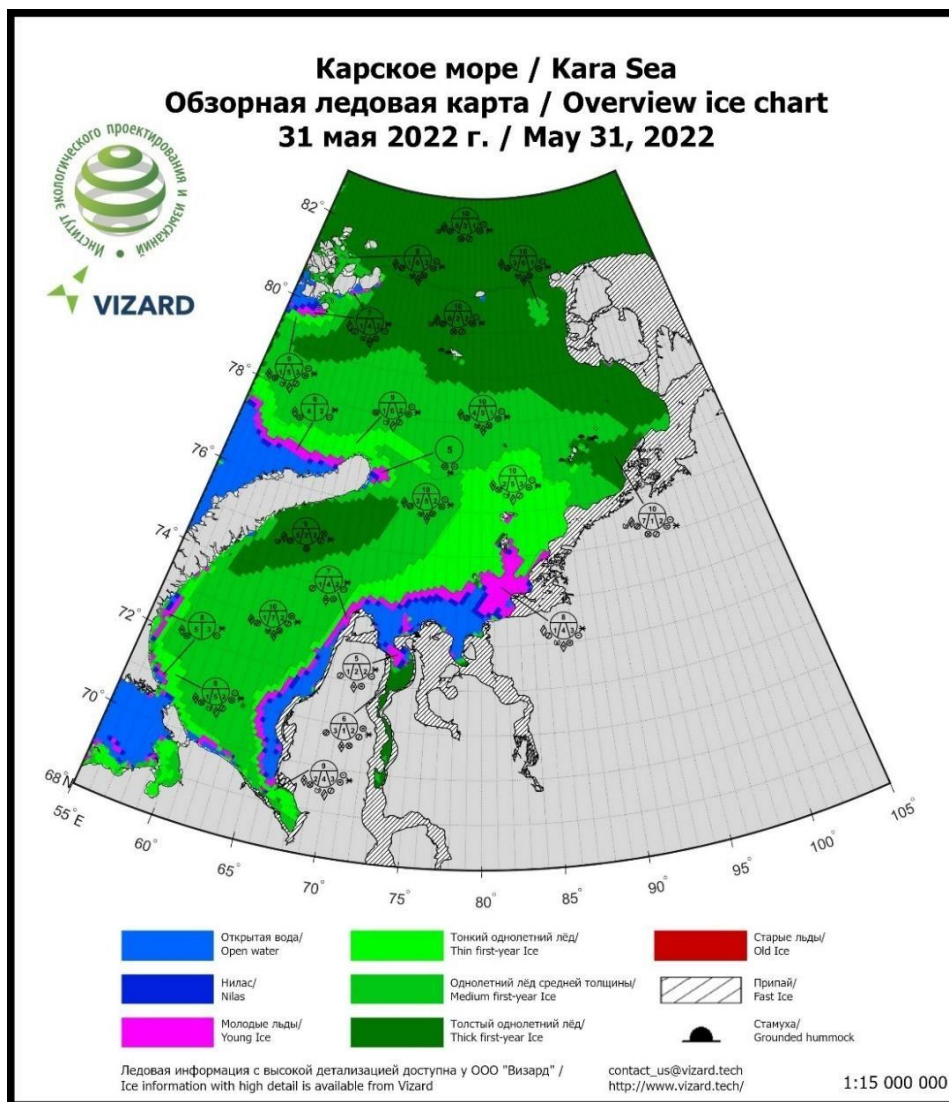 Карское море / Kara Sea
Обзорная ледовая карта / Overview ice chart
31 мая 2022 г. / May 31, 2022
Институт экологического проектирования и изысканий
VIZARD
82°
80°
78°
76°
74°
72°
70°
68°N
55°E
60°
65°
70°
75°
80°
85°
90°
95°
100°
105°
Открытая вода/
Open water
Нилас/
Nilas
Молодые льды/
Young Ice
Тонкий однолетний лёд/
Thin first-year Ice
Однолетний лёд средней толщины/
Medium first-year Ice
Толстый однолетний лёд/
Thick first-year Ice
Старые льды/
Old Ice
Припай/
Fast Ice
Стамуха/
Grounded hummock
Ледовая информация с высокой детализацией доступна у ООО "Визард" /
Ice information with high detail is available from Vizard
contact_us@vizard.tech
http://www.vizard.tech/
1:15 000 000